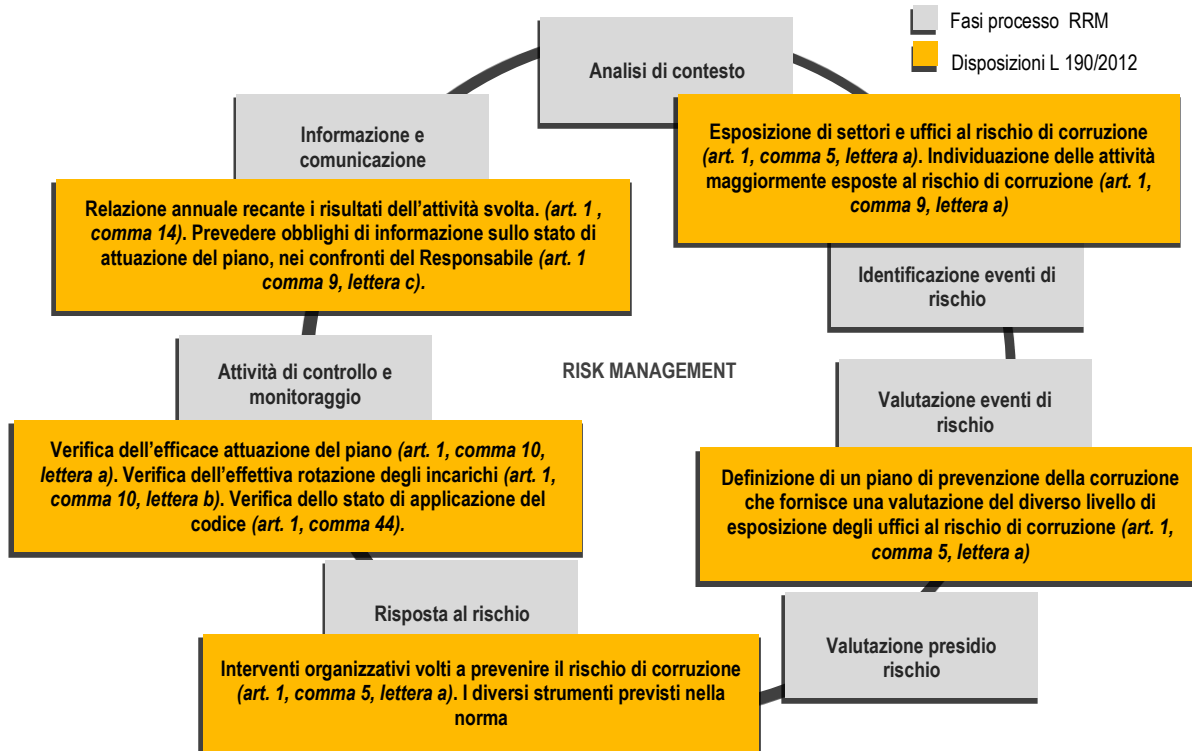 Fasi processo RRM
Disposizioni L 190/2012
Analisi di contesto
Esposizione di settori e uffici al rischio di corruzione
(art. 1, comma 5, lettera a). Individuazione delle attività
maggiormente esposte al rischio di corruzione (art. 1,
comma 9, lettera a)
Identificazione eventi di
rischio
Valutazione eventi di
rischio
Definizione di un piano di prevenzione della corruzione
che fornisce una valutazione del diverso livello di
esposizione degli uffici al rischio di corruzione (art. 1,
comma 5, lettera a)
Valutazione presidio
rischio
Risposta al rischio
Interventi organizzativi volti a prevenire il rischio di corruzione
(art. 1, comma 5, lettera a). I diversi strumenti previsti nella
norma
Attività di controllo e
monitoraggio
Verifica dell’efficace attuazione del piano (art. 1, comma 10,
lettera a). Verifica dell’effettiva rotazione degli incarichi (art. 1,
comma 10, lettera b). Verifica dello stato di applicazione del
codice (art. 1, comma 44).
Informazione e
comunicazione
Relazione annuale recante i risultati dell’attività svolta. (art. 1 ,
comma 14). Prevedere obblighi di informazione sullo stato di
attuazione del piano, nei confronti del Responsabile (art. 1
comma 9, lettera c).
RISK MANAGEMENT